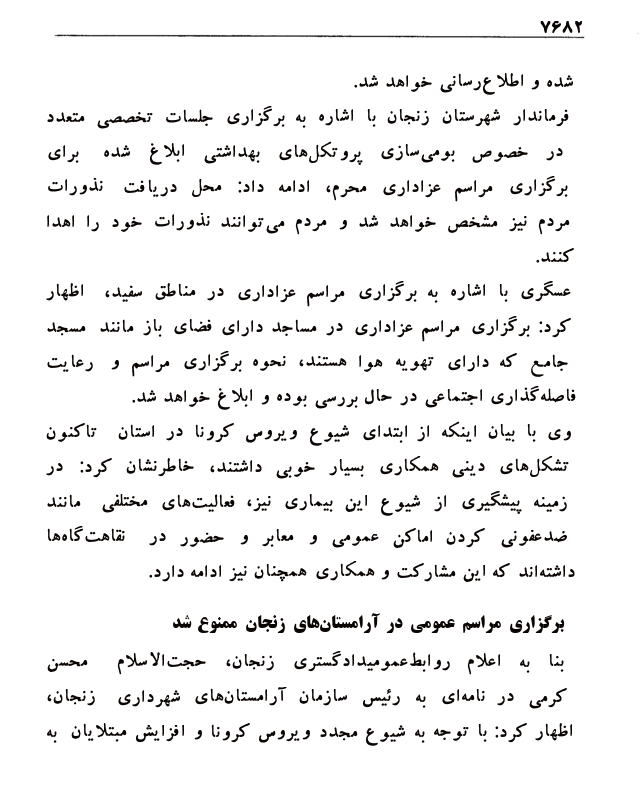 ۷۶۸۲
شده و اطلاع‌رسانی خواهد شد.
فرماندار شهرستان زنجان با اشاره به برگزاری جلسات تخصصی متعدد
در خصوص بومی‌سازی پروتکل‌های بهداشتی ابلاغ شده برای
برگزاری مراسم عزاداری محرم، ادامه داد: محل دریافت نذورات
مردم نیز مشخص خواهد شد و مردم می‌توانند نذورات خود را اهدا
کنند.
عسگری با اشاره به برگزاری مراسم عزاداری در مناطق سفید، اظهار
کرد: برگزاری مراسم عزاداری در مساجد دارای فضای باز مانند مسجد
جامع که دارای تهویه هوا هستند، نحوه برگزاری مراسم و رعایت
فاصله‌گذاری اجتماعی در حال بررسی بوده و ابلاغ خواهد شد.
وی با بیان اینکه از ابتدای شیوع ویروس کرونا در استان تاکنون
تشکل‌های دینی همکاری بسیار خوبی داشتند، خاطرنشان کرد: در
زمینه پیشگیری از شیوع این بیماری نیز، فعالیت‌های مختلفی مانند
ضدعفونی کردن اماکن عمومی و معابر و حضور در نقاهت‌گاه‌ها
داشته‌اند که این مشارکت و همکاری همچنان نیز ادامه دارد.
برگزاری مراسم عمومی در آرامستان‌های زنجان ممنوع شد
بنا به اعلام روابط‌عمومیدادگستری زنجان، حجت‌الاسلام محسن
کرمی در نامه‌ای به رئیس سازمان آرامستان‌های شهرداری زنجان،
اظهار کرد: با توجه به شیوع مجدد ویروس کرونا و افزایش مبتلایان به